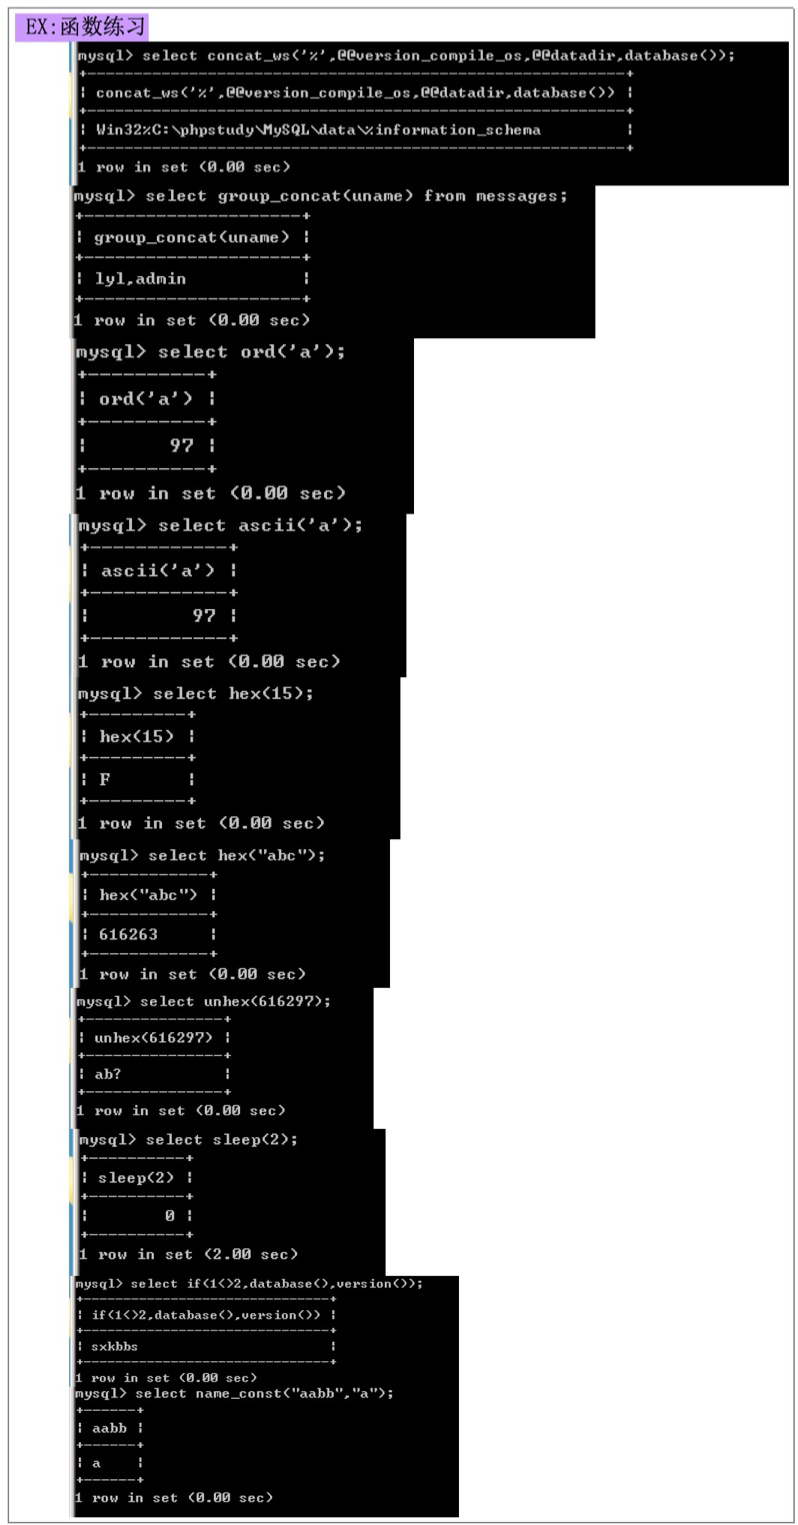 EX:函数练习
mysql> select concat_ws('%',@@version_compile_os,@@datadir,database());
+---------------------------------------------------------+
| concat_ws('%',@@version_compile_os,@@datadir,database()) |
+---------------------------------------------------------+
| Win32%C:\phpstudy\MySQL\data\%information_schema |
+---------------------------------------------------------+
1 row in set (0.00 sec)
mysql> select group_concat(uname) from messages;
+---------------------+
| group_concat(uname) |
+---------------------+
| lyl,admin |
+---------------------+
1 row in set (0.00 sec)
mysql> select ord('a');
+----------+
| ord('a') |
+----------+
| 97 |
+----------+
1 row in set (0.00 sec)
mysql> select ascii('a');
+------------+
| ascii('a') |
+------------+
| 97 |
+------------+
1 row in set (0.00 sec)
mysql> select hex(15);
+---------+
| hex(15) |
+---------+
| F |
+---------+
1 row in set (0.00 sec)
mysql> select hex("abc");
+------------+
| hex("abc") |
+------------+
| 616263 |
+------------+
1 row in set (0.00 sec)
mysql> select unhex(616297);
+---------------+
| unhex(616297) |
+---------------+
| ab? |
+---------------+
1 row in set (0.00 sec)
mysql> select sleep(2);
+----------+
| sleep(2) |
+----------+
| 0 |
+----------+
1 row in set (2.00 sec)
mysql> select if(1<>2,database(),version());
+-------------------------------+
| if(1<>2,database(),version()) |
+-------------------------------+
| sxkbbs |
+-------------------------------+
1 row in set (0.00 sec)
mysql> select name_const("aabb","a");
+------+
| aabb |
+------+
| a |
+------+
1 row in set (0.00 sec)